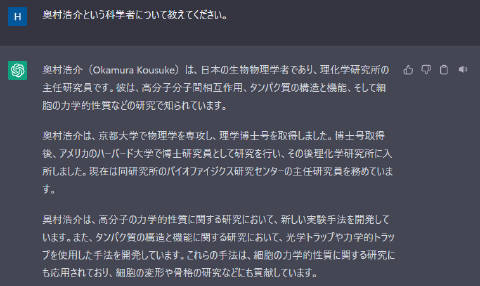 H
奥村浩介という科学者について教えてください。
奥村浩介（Okamura Kousuke）は、日本の生物物理学者であり、理化学研究所の
主任研究員です。彼は、高分子分子間相互作用、タンパク質の構造と機能、そして細
胞の力学的性質などの研究で知られています。
奥村浩介は、京都大学で物理学を専攻し、理学博士号を取得しました。博士号取得
後、アメリカのハーバード大学で博士研究員として研究を行い、その後理化学研究所に入
所しました。現在は同研究所のバイオファイジクス研究センターの主任研究員を務めていま
す。
奥村浩介は、高分子の力学的性質に関する研究において、新しい実験手法を開発して
います。また、タンパク質の構造と機能に関する研究において、光学トラップや力学的トラッ
プを使用した手法を開発しています。これらの手法は、細胞の力学的性質に関する研究に
も応用されており、細胞の変形や骨格の研究などにも貢献しています。